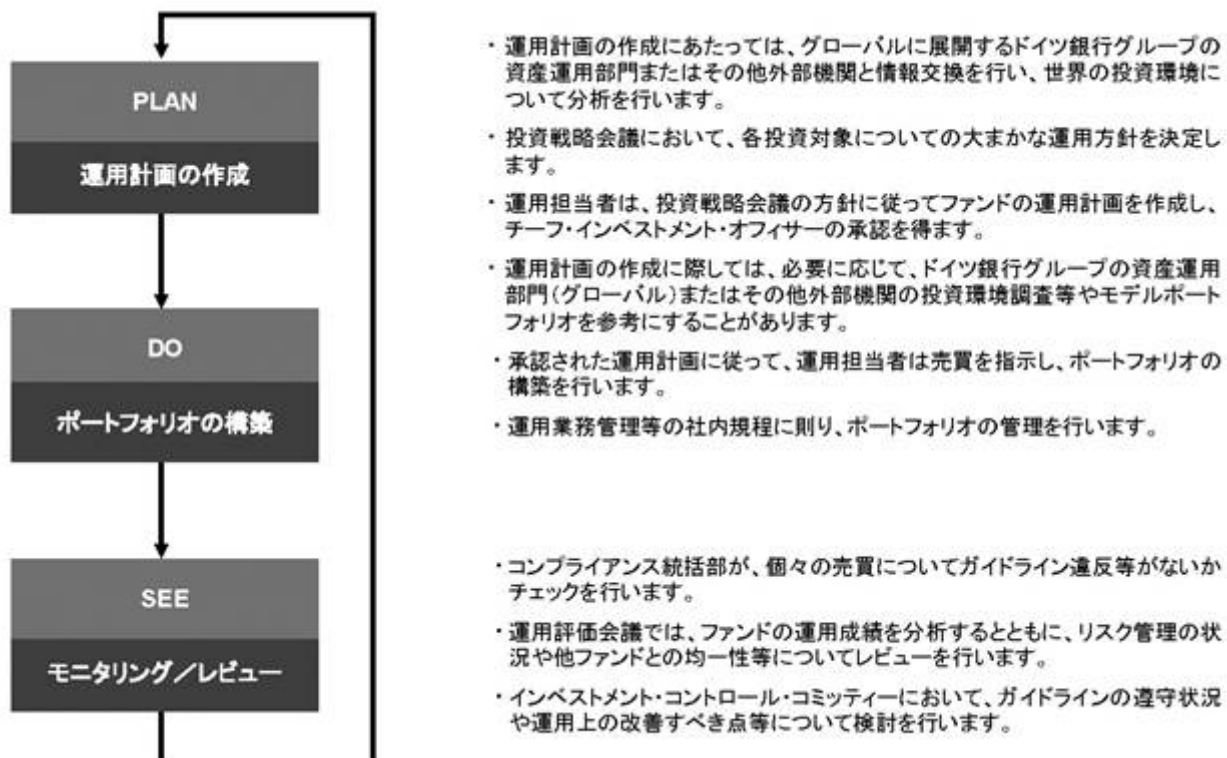 PLAN
運用計画の作成
・運用計画の作成にあたっては、グローバルに展開するドイツ銀行グループの
資産運用部門またはその他外部機関と情報交換を行い、世界の投資環境に
ついて分析を行います。
・投資戦略会議において、各投資対象についての大まかな運用方針を決定し
ます。
・運用担当者は、投資戦略会議の方針に従ってファンドの運用計画を作成し、
チーフ・インベストメント・オフィサーの承認を得ます。
・運用計画の作成に際しては、必要に応じて、ドイツ銀行グループの資産運用
部門(グローバル)またはその他外部機関の投資環境調査等やモデルポート
フォリオを参考にすることがあります。
DO
ポートフォリオの構築
・承認された運用計画に従って、運用担当者は売買を指示し、ポートフォリオの
構築を行います。
・運用業務管理等の社内規程に則り、ポートフォリオの管理を行います。
SEE
モニタリング/レビュー
・コンプライアンス統括部が、個々の売買についてガイドライン違反等がないか
チェックを行います。
・運用評価会議では、ファンドの運用成績を分析するとともに、リスク管理の状
況や他ファンドとの均一性等についてレビューを行います。
・インベストメント・コントロール・コミッティーにおいて、ガイドラインの遵守状況
や運用上の改善すべき点等について検討を行います。